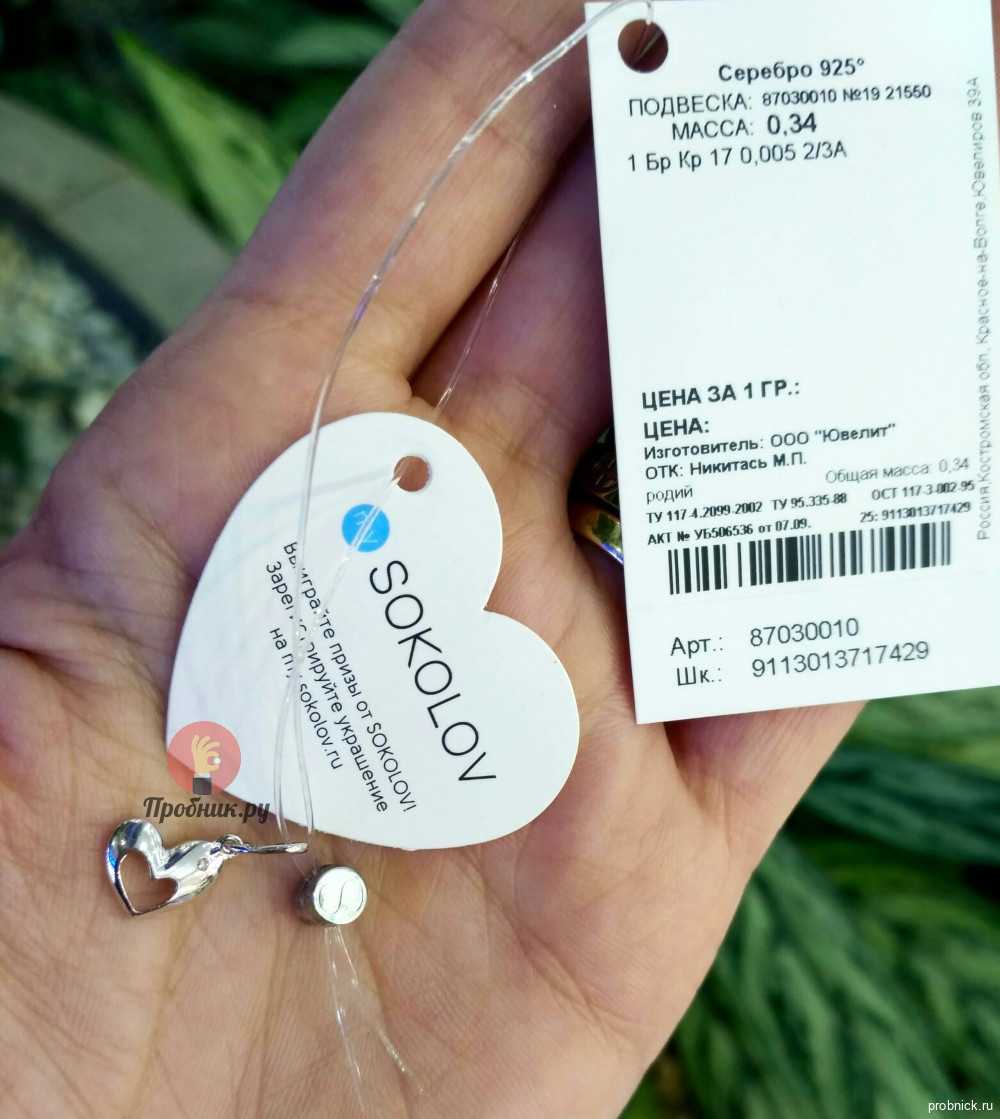 Серебро 925°
ПОДВЕСКА: 87030010 №19 21550
МАССА: 0,34
1 Бр Кр 17 0,005 2/3А
ЦЕНА ЗА 1 ГР.:
ЦЕНА:
Изготовитель: ООО "Ювелит"
ОТК: Никитась М.П.
Общая масса: 0,34
родий
ТУ 117-4.2099-2002 ТУ 95.335-88 ОСТ 117-3-002-95
АКТ № УБ506536 от 07.09. 25: 9113013717429
Арт.: 87030010
Шк.: 9113013717429
Россия,Костромская обл, Красное-на-Волге,Ювелиров 39А
SOKOLOV
Выиграйте призы от SOKOLOV!
Зарегистрируйте украшение
на my.sokolov.ru
Пробник.ру
probnick.ru